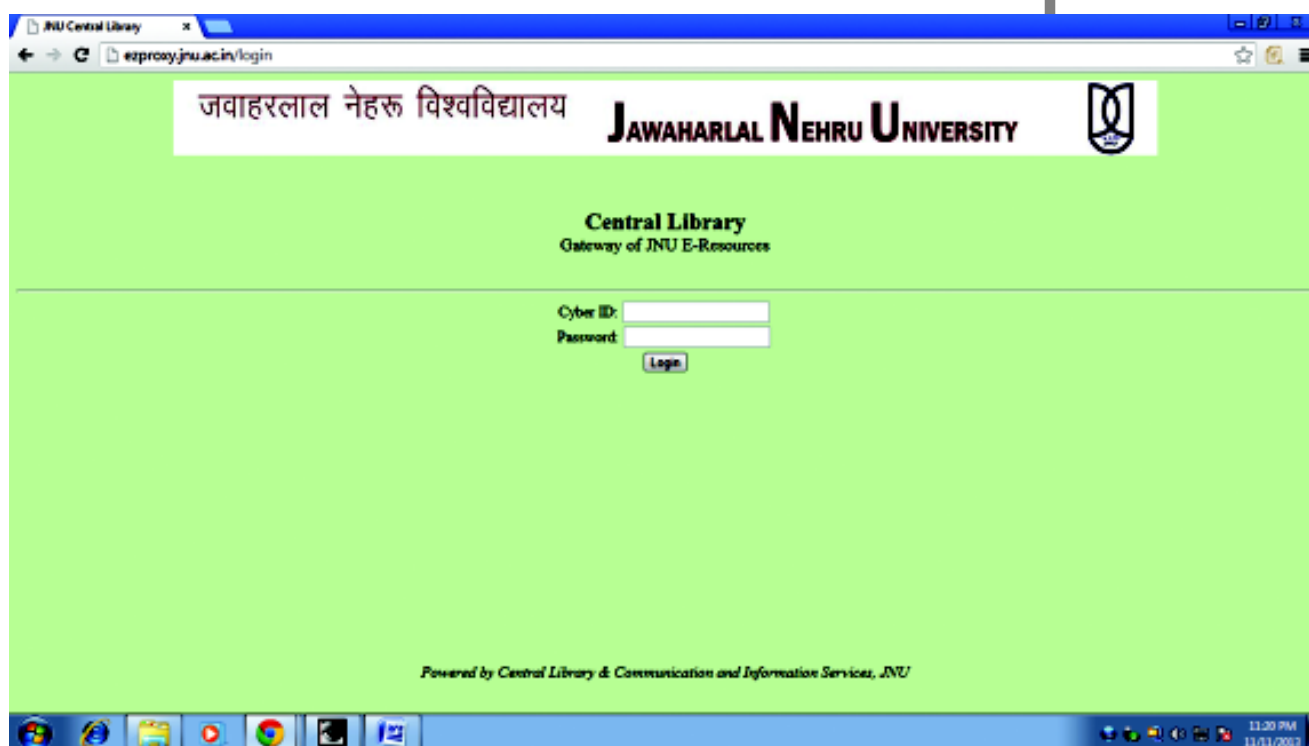 JNU Central Library
ezproxy.jnu.ac.in/login
जवाहरलाल नेहरू विश्वविद्यालय JAWAHARLAL NEHRU UNIVERSITY
Central Library
Gateway of JNU E-Resources
Cyber ID:
Password:
Login
Powered by Central Library & Communication and Information Services, JNU
11:20 PM